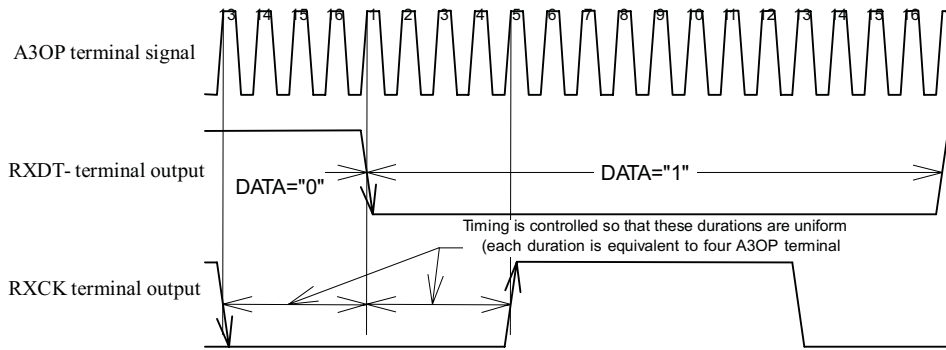 13 14 15 16 1 2 3 4 5 6 7 8 9 10 11 12 13 14 15 16
A3OP terminal signal
RXDT- terminal output
DATA="0"
DATA="1"
Timing is controlled so that these durations are uniform
(each duration is equivalent to four A3OP terminal
RXCK terminal output